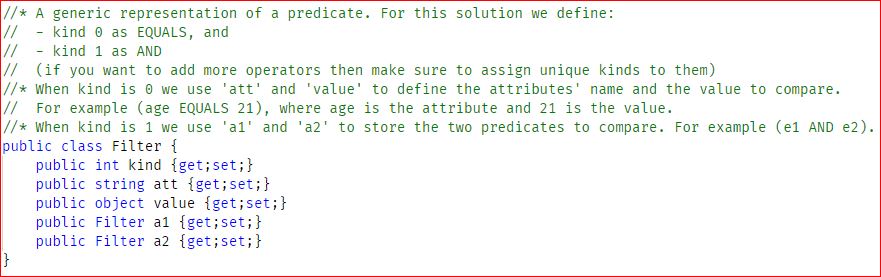 //* A generic representation of a predicate. For this solution we define:
//  - kind 0 as EQUALS, and
//  - kind 1 as AND
//  (if you want to add more operators then make sure to assign unique kinds to them)
//* When kind is 0 we use 'att' and 'value' to define the attributes' name and the value to compare.
//  For example (age EQUALS 21), where age is the attribute and 21 is the value.
//* When kind is 1 we use 'a1' and 'a2' to store the two predicates to compare. For example (e1 AND e2).
public class Filter {
    public int kind {get;set;}
    public string att {get;set;}
    public object value {get;set;}
    public Filter a1 {get;set;}
    public Filter a2 {get;set;}
}